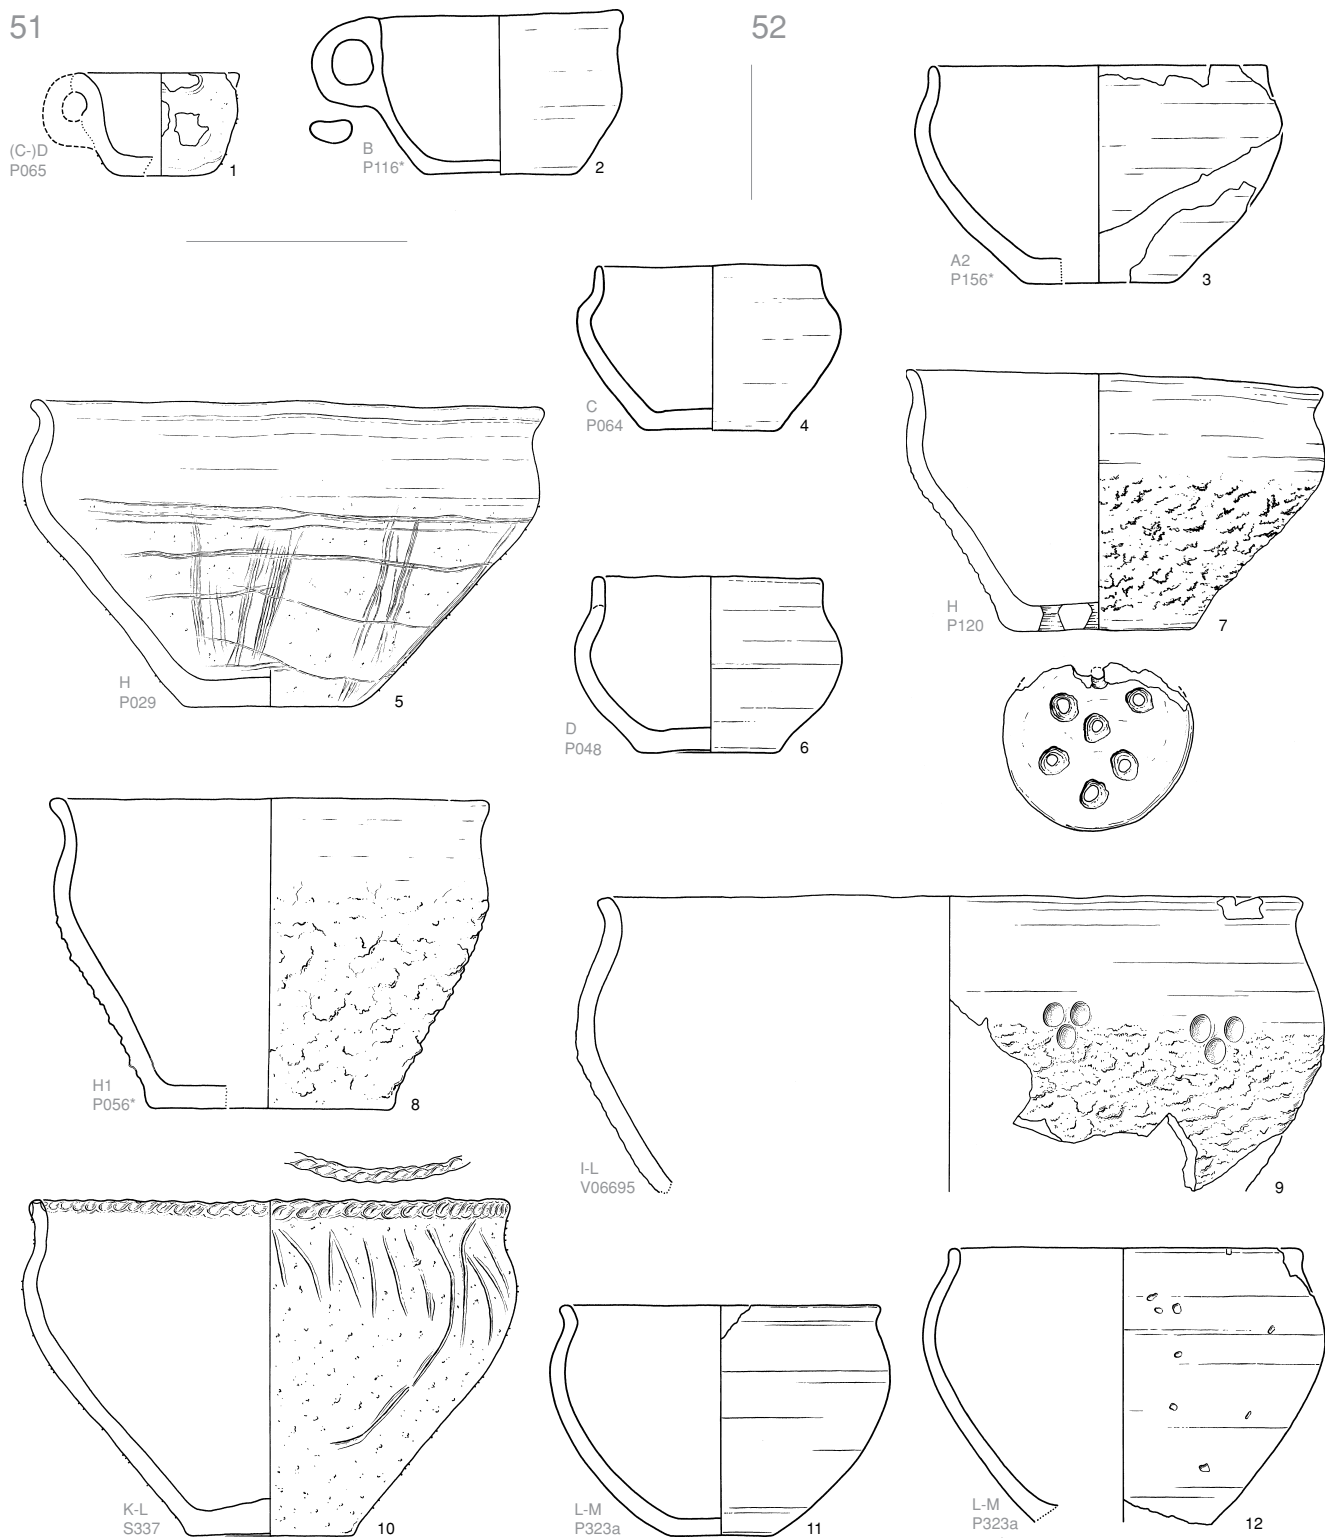 51
52
(C-)D
P065
1
B
P116*
2
A2
P156*
3
C
P064
4
H
P029
5
D
P048
6
H
P120
7
H1
P056*
8
I-L
V06695
9
K-L
S337
10
L-M
P323a
11
L-M
P323a
12